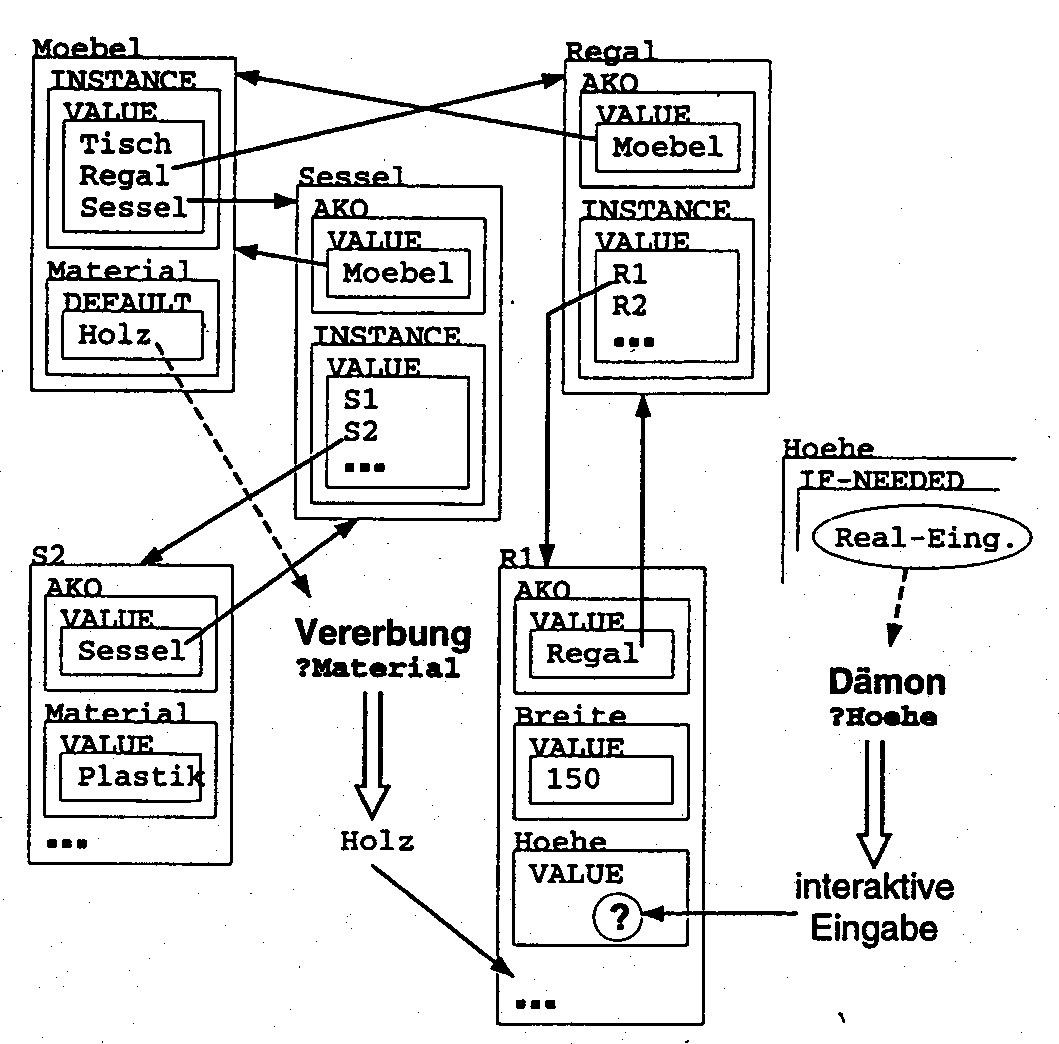 Moebel
INSTANCE
VALUE
Tisch
Regal
Sessel
Material
DEFAULT
Holz
Sessel
AKO
VALUE
Moebel
INSTANCE
VALUE
S1
S2
...
Regal
AKO
VALUE
Moebel
INSTANCE
VALUE
R1
R2
...
Hoehe
IF-NEEDED
Real-Eing.
S2
AKO
VALUE
Sessel
Material
VALUE
Plastik
...
Vererbung
?Material
Holz
R1
AKO
VALUE
Regal
Breite
VALUE
150
Hoehe
VALUE
?
...
Dämon
?Hoehe
interaktive
Eingabe